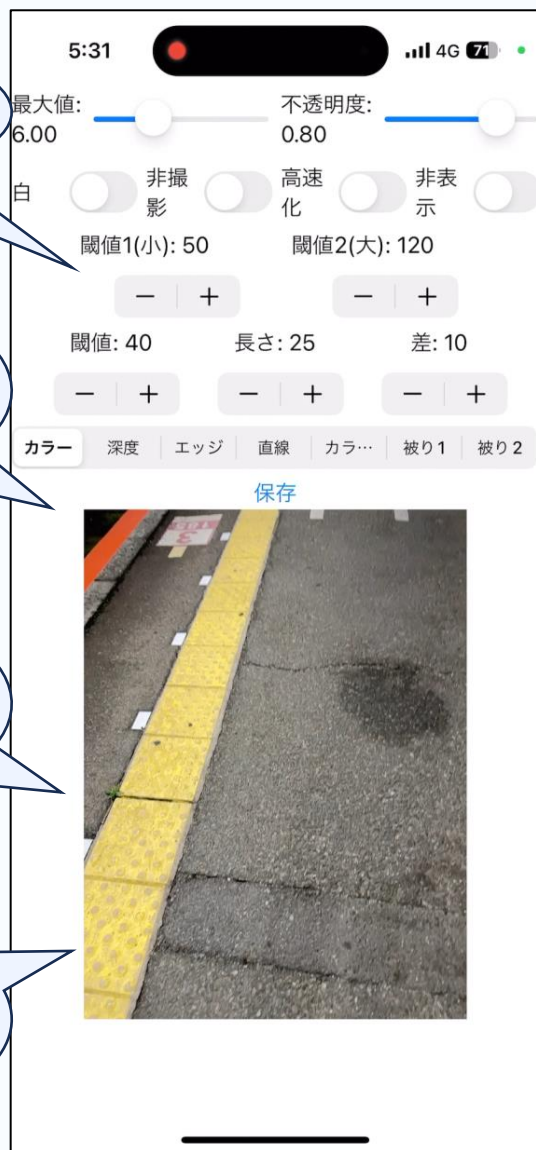 5:31
4G 71
最大値:
6.00
不透明度:
0.80
白
非撮
影
高速
化
非表
示
閾値1(小): 50
閾値2(大): 120
閾値: 40
長さ: 25
差: 10
カラー 深度 エッジ 直線 カラ… 被り1 被り2
保存